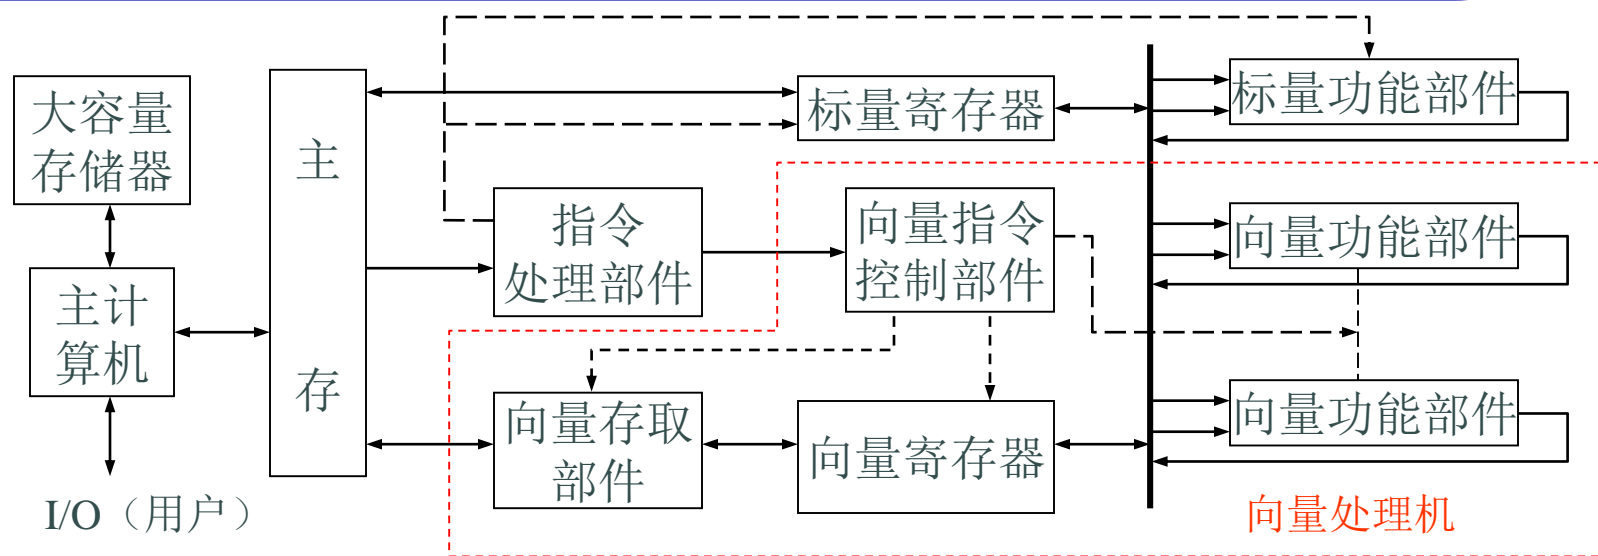 大容量
存储器
主计
算机
I/O（用户）
主
存
标量寄存器
标量功能部件
指令
处理部件
向量指令
控制部件
向量功能部件
向量存取
部件
向量寄存器
向量功能部件
向量处理机